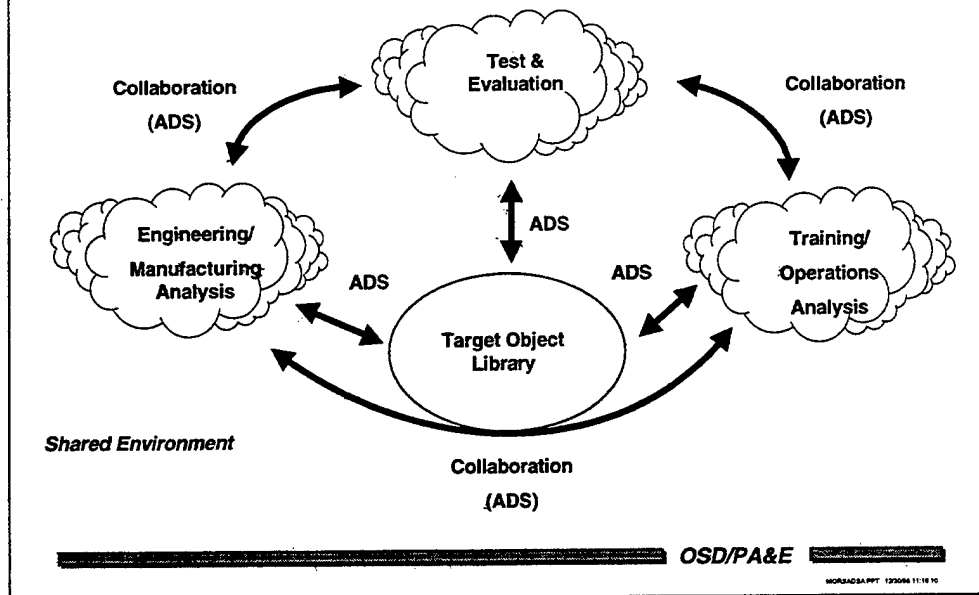 Test &
Evaluation
Collaboration
(ADS)
Collaboration
(ADS)
Engineering/
Manufacturing
Analysis
ADS
ADS
ADS
Training/
Operations
Analysis
Target Object
Library
Shared Environment
Collaboration
(ADS)
OSD/PA&E